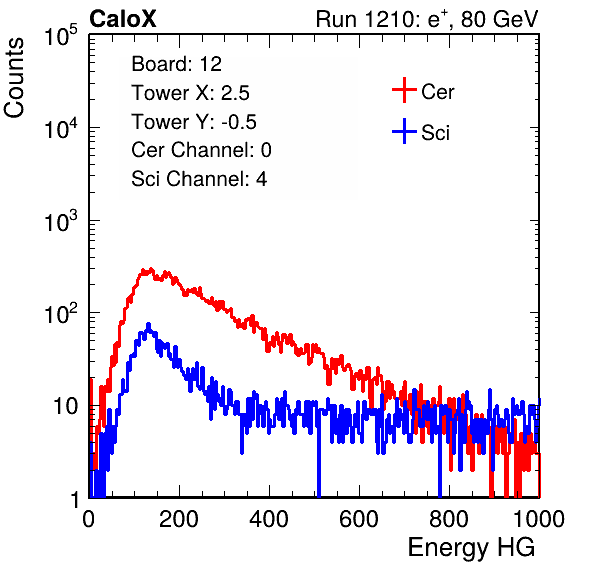 CaloX Run 1210: e+, 80 GeV
Counts
10^5
10^4
10^3
10^2
10
1
Board: 12
Tower X: 2.5
Tower Y: -0.5
Cer Channel: 0
Sci Channel: 4
Cer
Sci
0 200 400 600 800 1000
Energy HG